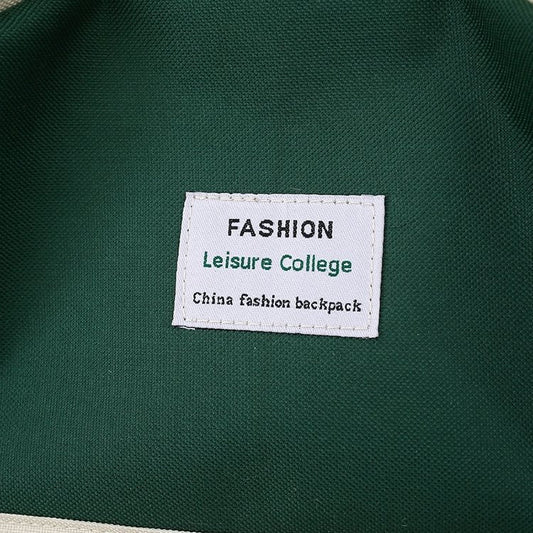 FASHION
Leisure College
China fashion backpack